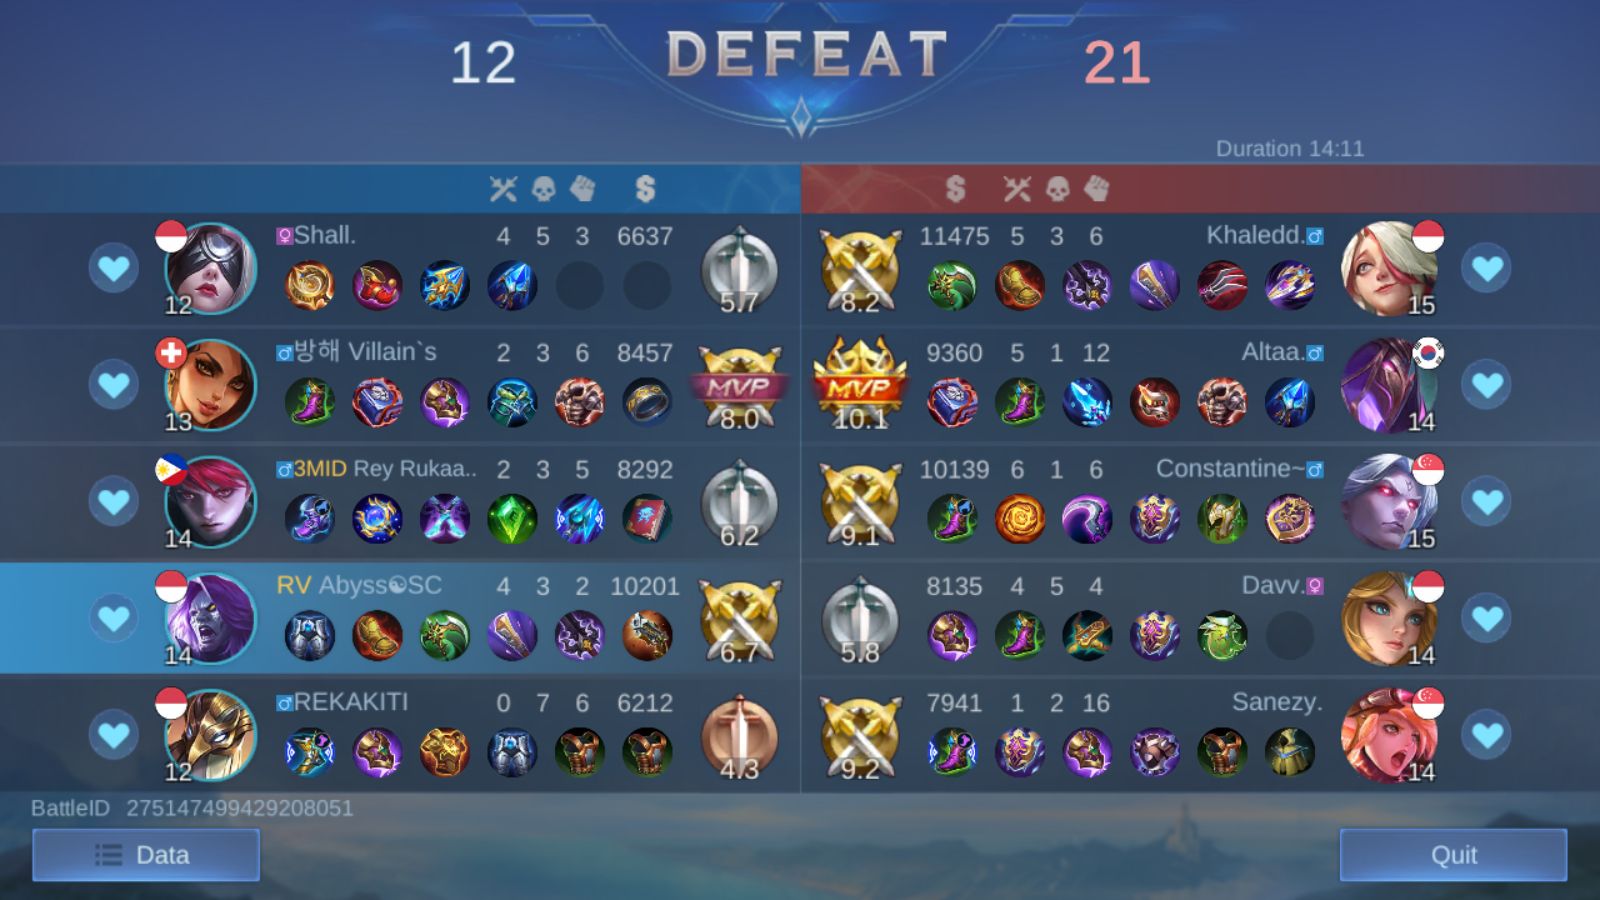 12 DEFEAT 21
Duration 14:11
Shall. 4 5 3 6637 5.7 12
8.2 11475 5 3 6 Khaledd. 15
방해 Villain`s 2 3 6 8457 MVP 8.0 13
MVP 10.1 9360 5 1 12 Altaa. 14
3MID Rey Rukaa.. 2 3 5 8292 6.2 14
9.1 10139 6 1 6 Constantine~ 15
RV Abyss☯SC 4 3 2 10201 6.7 14
5.8 8135 4 5 4 Davv. 14
REKAKITI 0 7 6 6212 4.3 12
9.2 7941 1 2 16 Sanezy. 14
BattleID 275147499429208051
Data
Quit